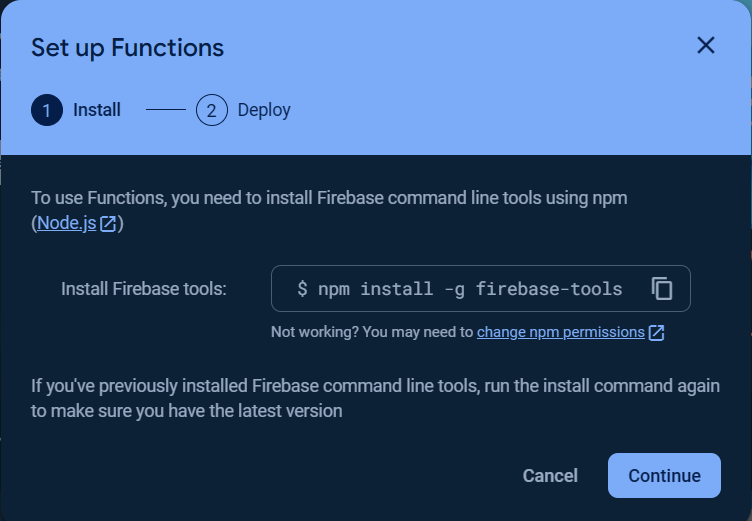 Set up Functions
1 Install 2 Deploy
To use Functions, you need to install Firebase command line tools using npm
(Node.js)
Install Firebase tools: $ npm install -g firebase-tools
Not working? You may need to change npm permissions
If you've previously installed Firebase command line tools, run the install command again
to make sure you have the latest version
Cancel Continue